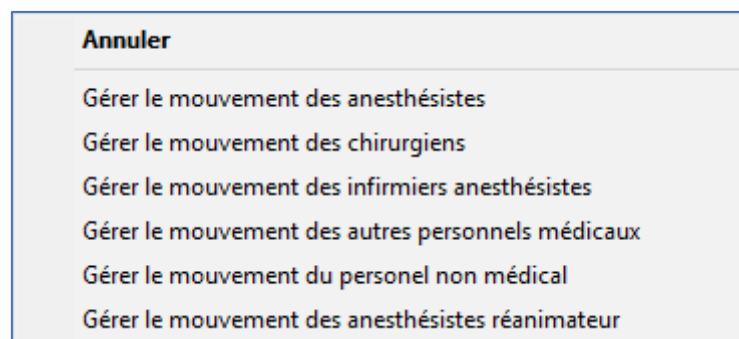 Annuler
Gérer le mouvement des anesthésistes
Gérer le mouvement des chirurgiens
Gérer le mouvement des infirmiers anesthésistes
Gérer le mouvement des autres personnels médicaux
Gérer le mouvement du personel non médical
Gérer le mouvement des anesthésistes réanimateur